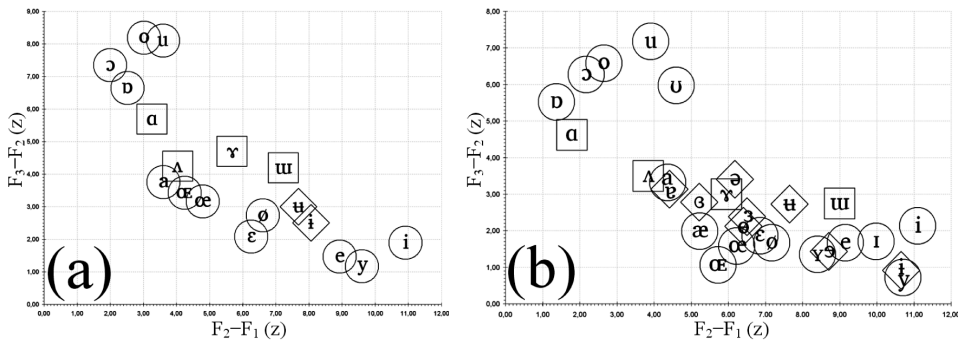 9,00
8,00
7,00
6,00
5,00
4,00
3,00
2,00
1,00
0,00
0,00 1,00 2,00 3,00 4,00 5,00 6,00 7,00 8,00 9,00 10,00 11,00 12,00
F3–F2 (z)
F2–F1 (z)
(a)
o u
ɔ
ɒ
ɑ
ɤ
ʌ ɯ
a
ɶ œ
ø ʉ
ɨ
ɛ
i
e y
8,00
7,00
6,00
5,00
4,00
3,00
2,00
1,00
0,00
0,00 1,00 2,00 3,00 4,00 5,00 6,00 7,00 8,00 9,00 10,00 11,00 12,00
F3–F2 (z)
F2–F1 (z)
(b)
u
o
ɔ
ʊ
ɒ
ɑ
ʌ a ə
ɐ
ɤ
ɞ ʉ ɯ
ɜ
i
æ ɛ
œ ø e ɪ
ʏ ɘ
ɶ
ɨ
y